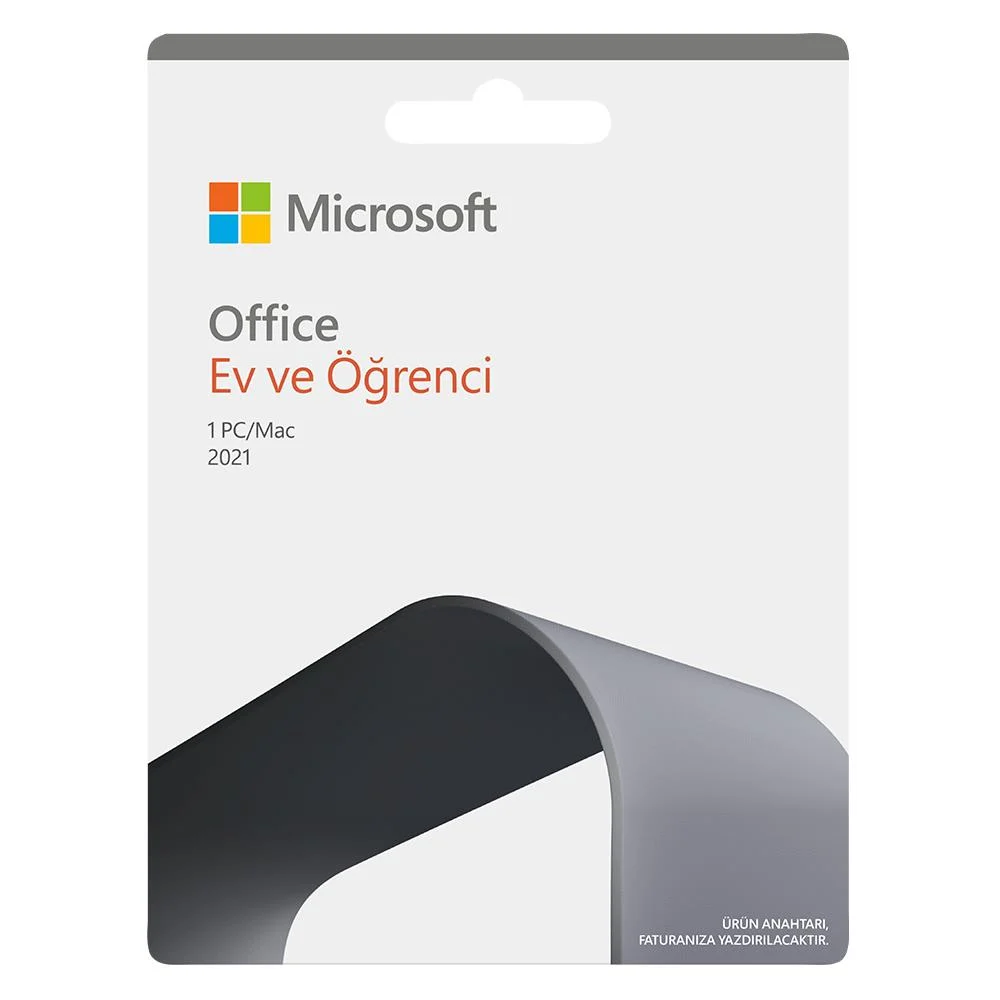 Microsoft
Office
Ev ve Öğrenci
1 PC/Mac
2021
ÜRÜN ANAHTARI,
FATURANIZA YAZDIRILACAKTIR.